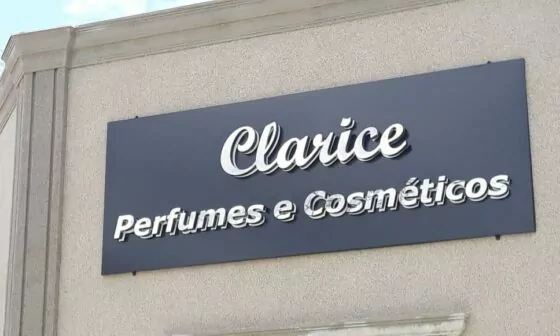 Clarice
Perfumes e Cosméticos